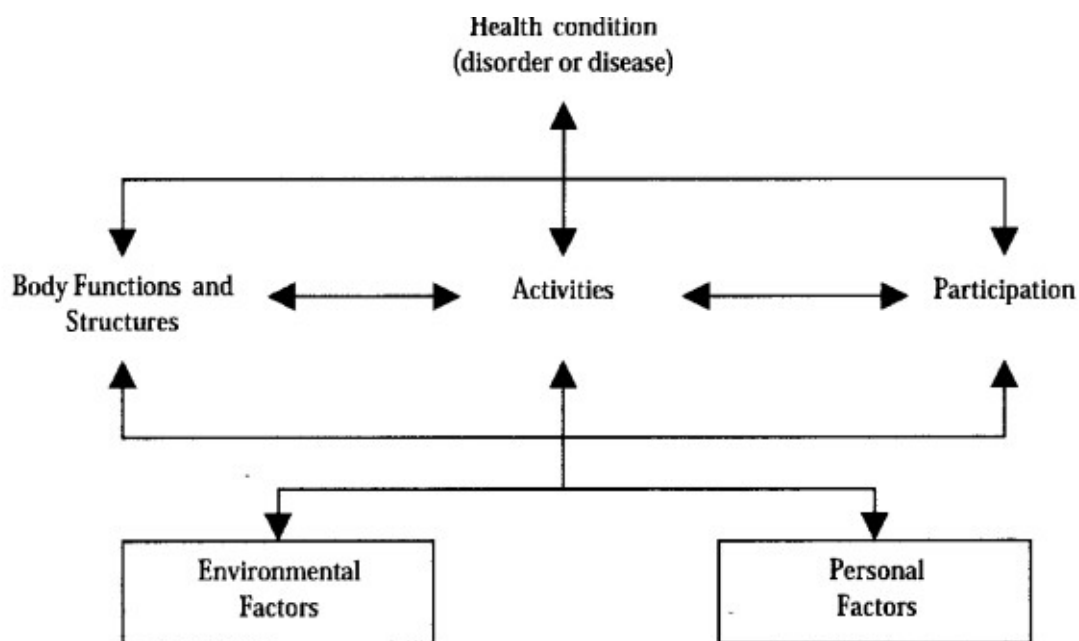 Health condition
(disorder or disease)
Body Functions and
Structures
Activities
Participation
Environmental
Factors
Personal
Factors